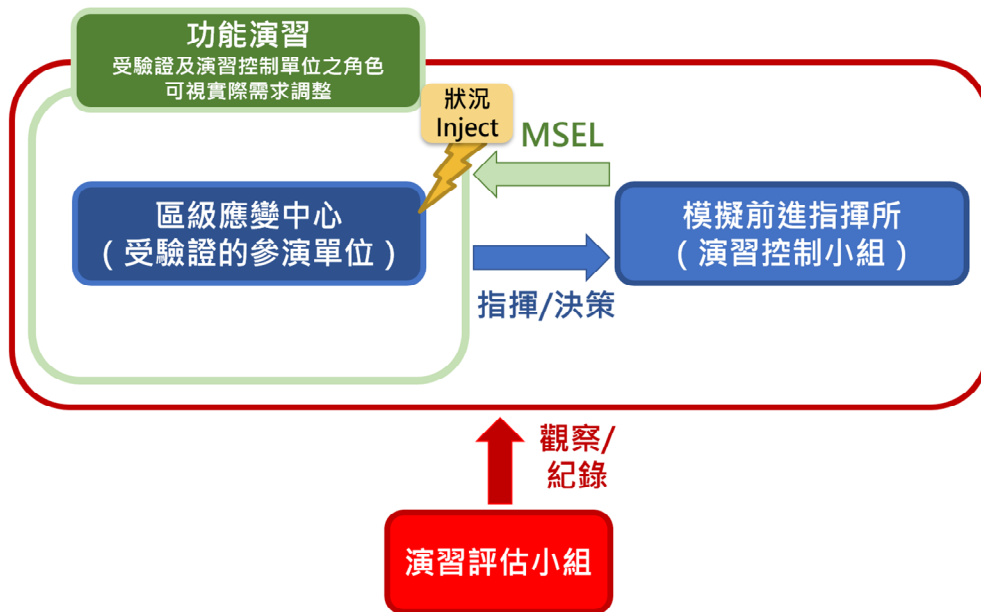 功能演習
受驗證及演習控制單位之角色
可視實際需求調整
狀況
Inject
MSEL
區級應變中心
（受驗證的參演單位）
模擬前進指揮所
（演習控制小組）
指揮/決策
觀察/
紀錄
演習評估小組